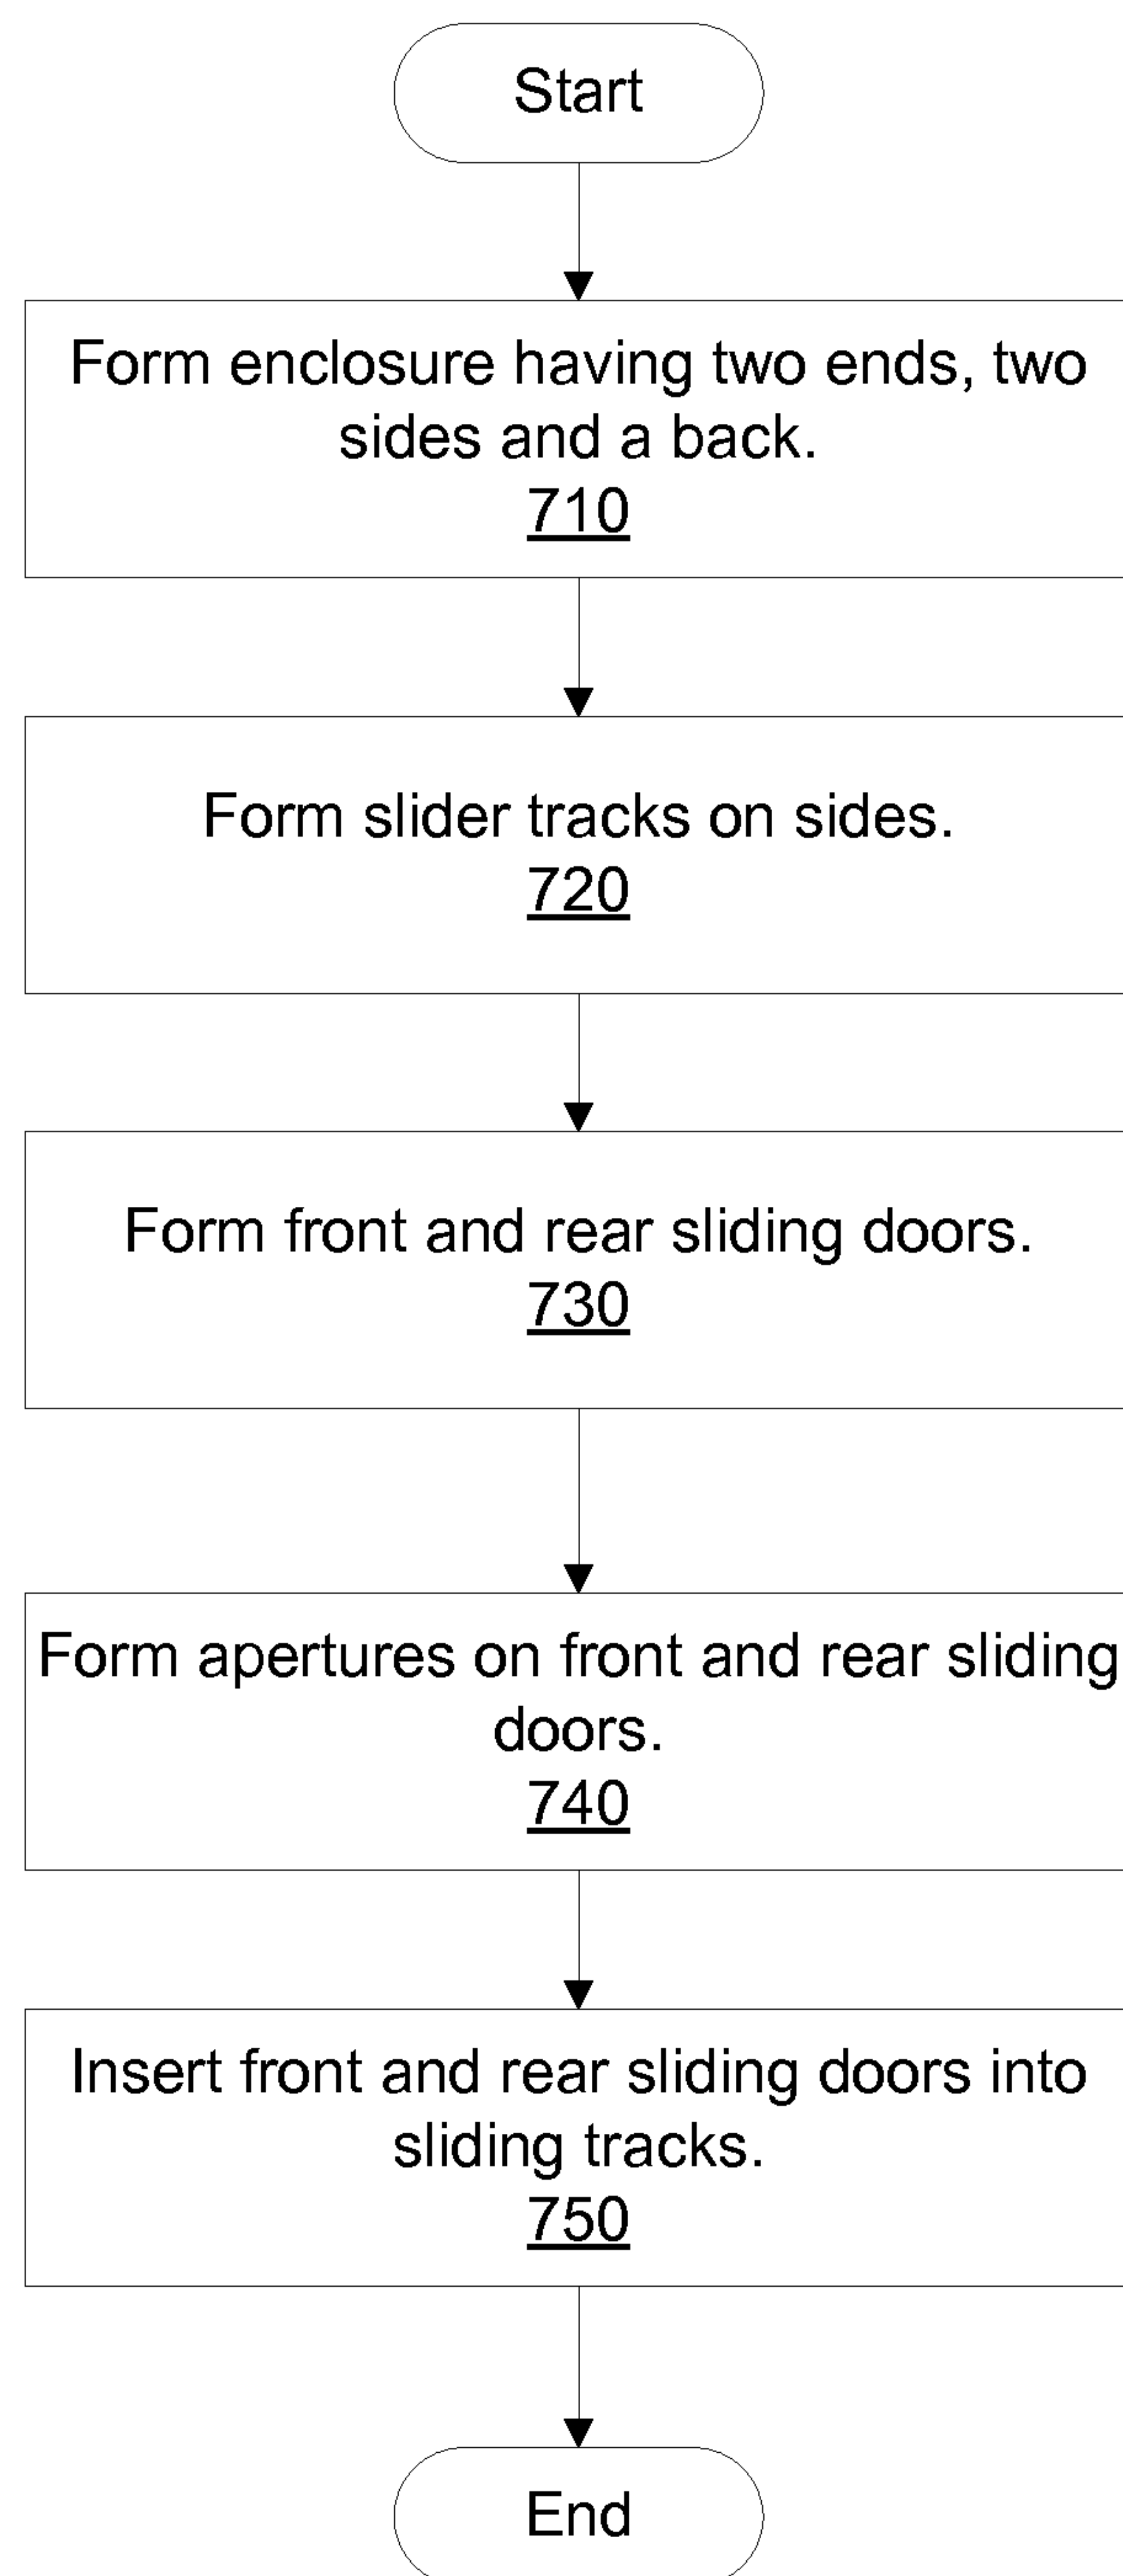 Start
Form enclosure having two ends, two
sides and a back.
710
Form slider tracks on sides.
720
Form front and rear sliding doors.
730
Form apertures on front and rear sliding
doors.
740
Insert front and rear sliding doors into
sliding tracks.
750
End